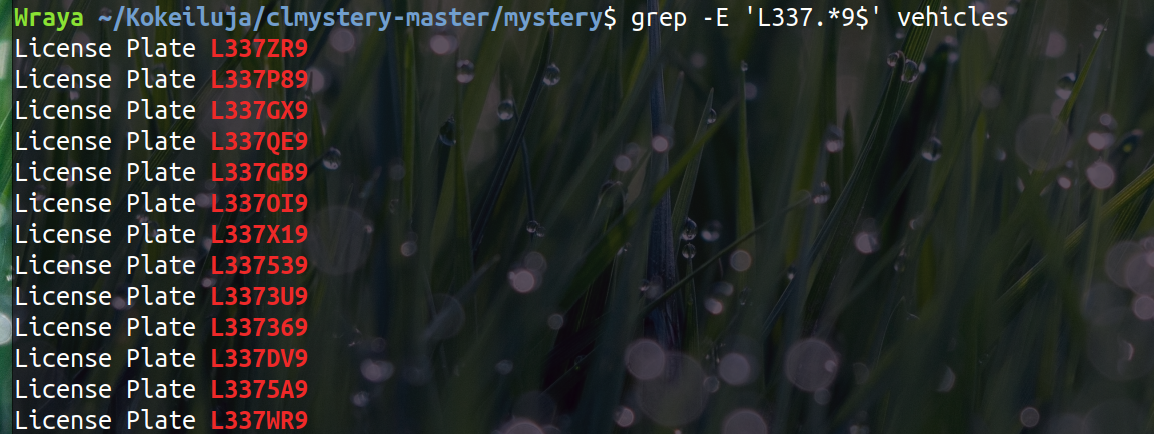 Wraya ~/Kokeiluja/clmystery-master/mystery$ grep -E 'L337.*9$' vehicles
License Plate L337ZR9
License Plate L337P89
License Plate L337GX9
License Plate L337QE9
License Plate L337GB9
License Plate L337OI9
License Plate L337X19
License Plate L337539
License Plate L3373U9
License Plate L337369
License Plate L337DV9
License Plate L3375A9
License Plate L337WR9